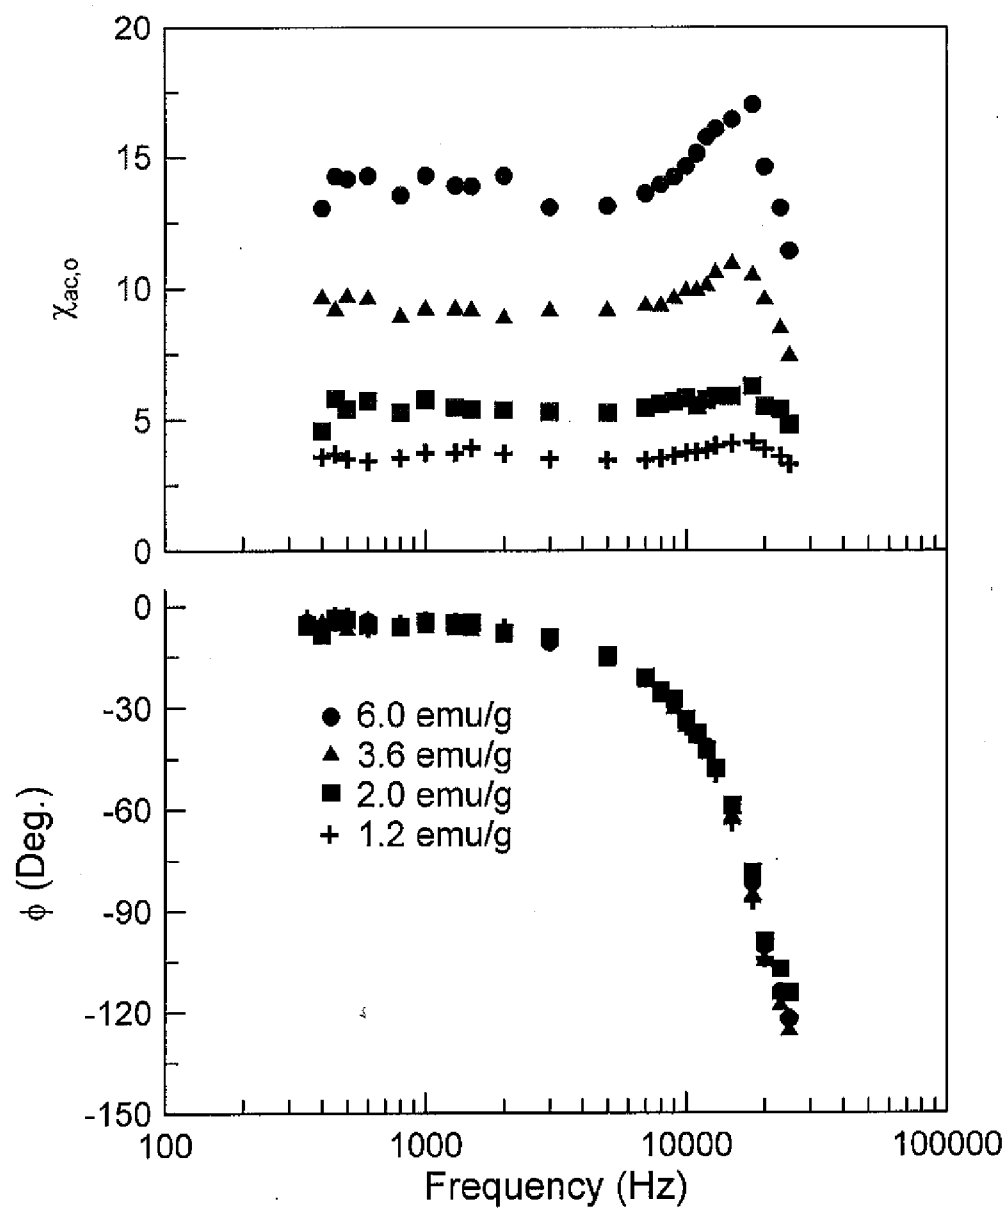 20
15
10
5
0
χac,o
0
-30
-60
-90
-120
-150
ϕ (Deg.)
6.0 emu/g
3.6 emu/g
2.0 emu/g
1.2 emu/g
100 1000 10000 100000
Frequency (Hz)